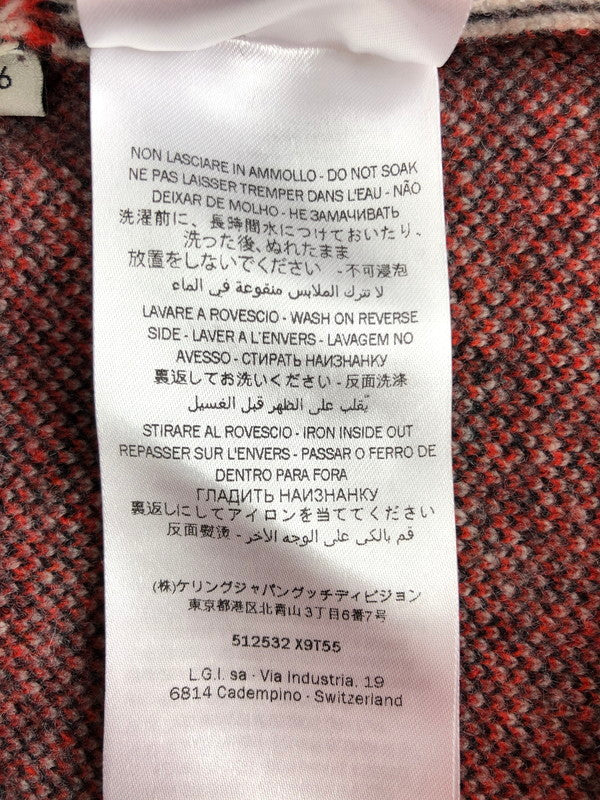 6
NON LASCIARE IN AMMOLLO - DO NOT SOAK
NE PAS LAISSER TREMPER DANS L'EAU - NÃO
DEIXAR DE MOLHO - НЕ ЗАМАЧИВАТЬ
洗濯前に、長時間水につけておいたり、
洗った後、ぬれたまま
放置をしないでください - 不可浸泡
لا تترك الملابس منقوعة في الماء
LAVARE A ROVESCIO - WASH ON REVERSE
SIDE - LAVER A L'ENVERS - LAVAGEM NO
AVESSO - СТИРАТЬ НАИЗНАНКУ
裏返してお洗いください - 反面洗涤
يُقلب على الظهر قبل الغسيل
STIRARE AL ROVESCIO - IRON INSIDE OUT
REPASSER SUR L'ENVERS - PASSAR O FERRO DE
DENTRO PARA FORA
ГЛАДИТЬ НАИЗНАНКУ
裏返しにしてアイロンを当ててください
反面熨烫 - قم بالكى على الوجه الآخر
(株)ケリングジャパングッチディビジョン
東京都港区北青山3丁目6番7号
512532 X9T55
L.G.I. sa - Via Industria, 19
6814 Cadempino - Switzerland